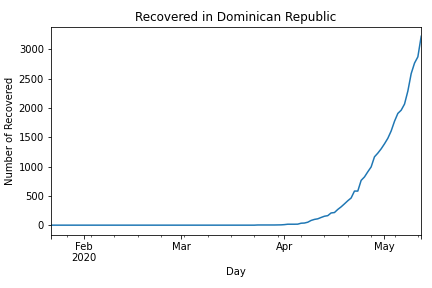 Recovered in Dominican Republic
Number of Recovered
3000
2500
2000
1500
1000
500
0
Feb
2020
Mar
Apr
May
Day